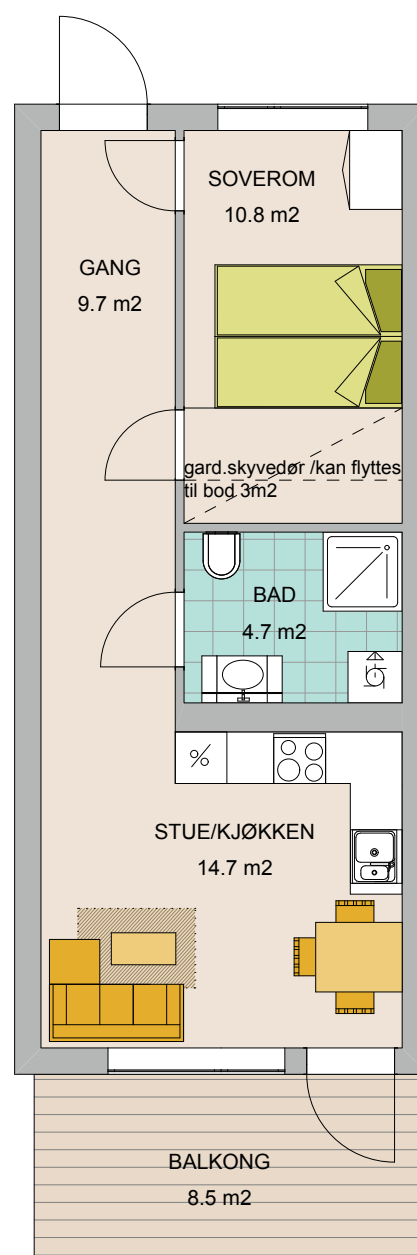 SOVEROM
10.8 m2
GANG
9.7 m2
gard.skyvedør /kan flyttes
til bod 3m2
BAD
4.7 m2
%
STUE/KJØKKEN
14.7 m2
BALKONG
8.5 m2